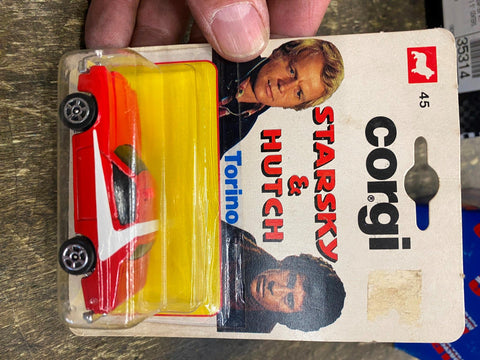 45
corgi
STARSKY
& HUTCH
Torino
35314